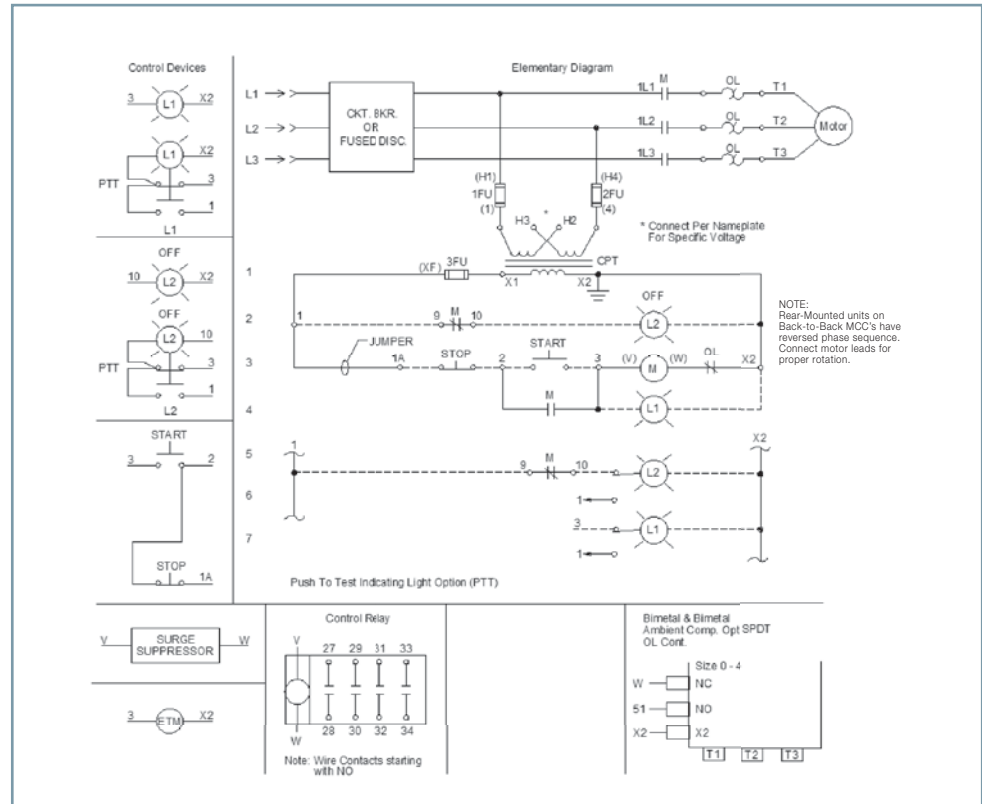 Control Devices
3 L1 X2
L1 X2
PTT
3
1
L1
OFF
10 L2 X2
OFF
L2 10
PTT
3
1
L2
START
3 2
STOP
1A
Elementary Diagram
L1
L2
L3
CKT. BKR.
OR
FUSED DISC.
1L1 M OL T1
1L2 T2
1L3 T3
Motor
(H1) (H4)
1FU 2FU
(1) (4)
H3 * H2
* Connect Per Nameplate
For Specific Voltage
CPT
1 (XF) 3FU X1 X2
OFF
2 1 9 M 10 L2
JUMPER
3 1A STOP 2 START 3 (V) M (W) OL X2
4 M L1
NOTE:
Rear-Mounted units on
Back-to-Back MCC's have
reversed phase sequence.
Connect motor leads for
proper rotation.
1 X2
5 9 M 10 L2
6 1
7 3 L1
1
Push To Test Indicating Light Option (PTT)
V SURGE W
SUPPRESSOR
3 ETM X2
Control Relay
V 27 29 31 33
W 28 30 32 34
Note: Wire Contacts starting
with NO
Bimetal & Bimetal
Ambient Comp. Opt SPDT
OL Cont.
Size 0 - 4
W NC
51 NO
X2 X2
T1 T2 T3